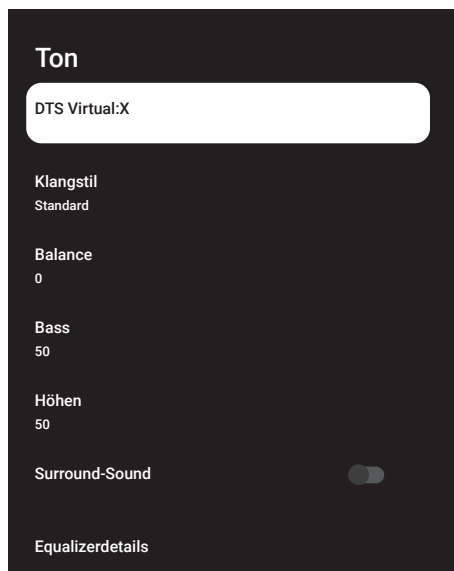 Ton
DTS Virtual:X
Klangstil
Standard
Balance
0
Bass
50
Höhen
50
Surround-Sound
Equalizerdetails